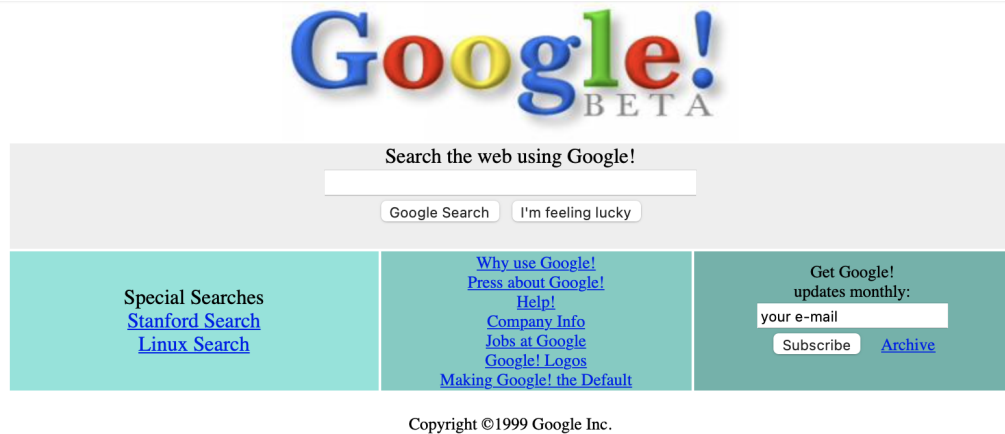 Google!
BETA
Search the web using Google!
Google Search I'm feeling lucky
Special Searches
Stanford Search
Linux Search
Why use Google!
Press about Google!
Help!
Company Info
Jobs at Google
Google! Logos
Making Google! the Default
Get Google!
updates monthly:
your e-mail
Subscribe Archive
Copyright ©1999 Google Inc.